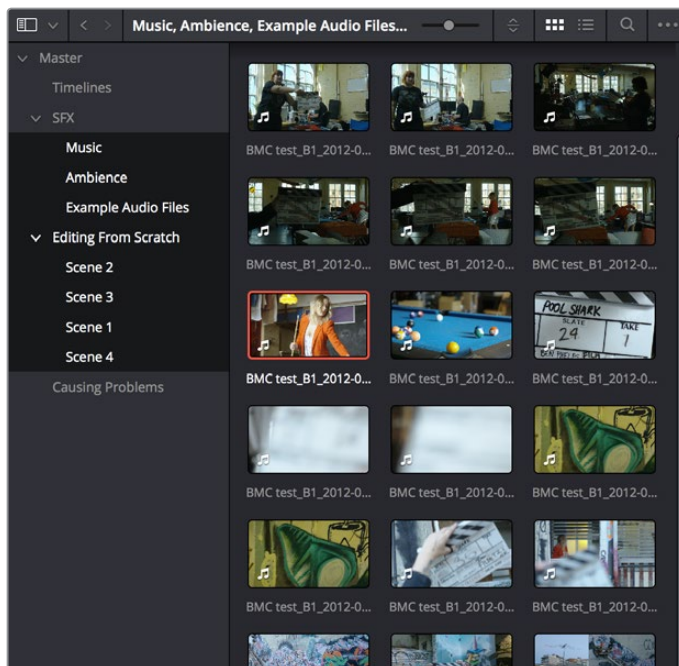 Music, Ambience, Example Audio Files...
Master
Timelines
SFX
Music
Ambience
Example Audio Files
Editing From Scratch
Scene 2
Scene 3
Scene 1
Scene 4
Causing Problems
BMC test_B1_2012-0... BMC test_B1_2012-0... BMC test_B1_2012-0...
BMC test_B1_2012-0... BMC test_B1_2012-0... BMC test_B1_2012-0...
POOL SHARK
SLATE TAKE
24 1
BMC test_B1_2012-0... BMC test_B1_2012-0... BMC test_B1_2012-0...
BMC test_B1_2012-0... BMC test_B1_2012-0... BMC test_B1_2012-0...
BMC test_B1_2012-0... BMC test_B1_2012-0... BMC test_B1_2012-0...